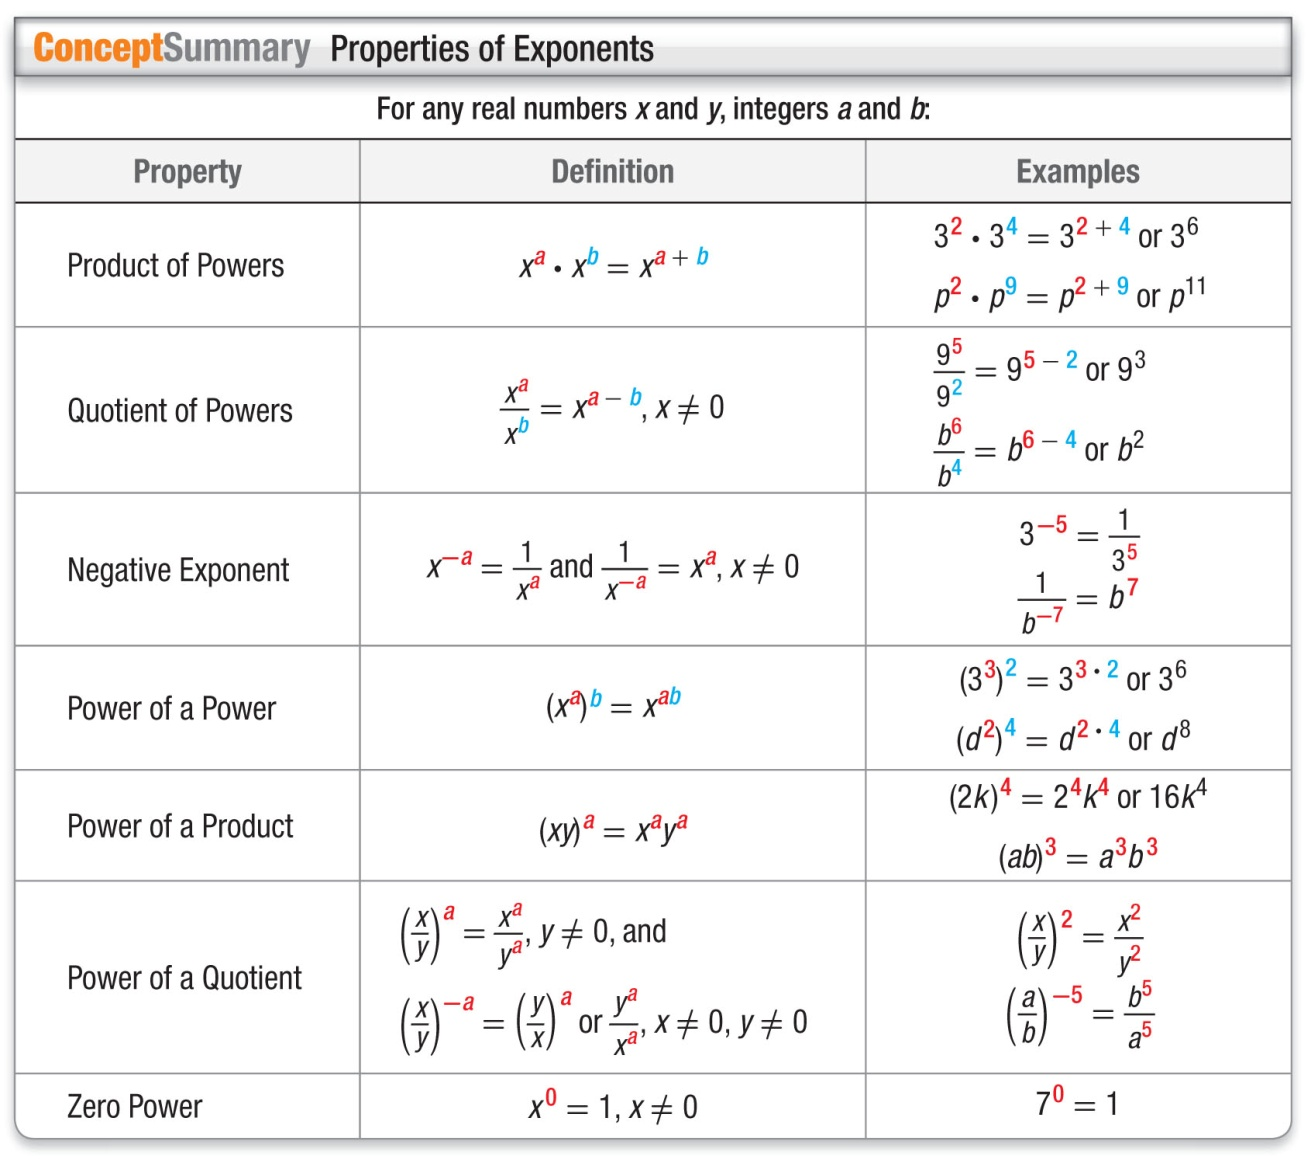 ConceptSummary Properties of Exponents
For any real numbers x and y, integers a and b:
Property Definition Examples
Product of Powers x^a • x^b = x^(a + b) 3^2 • 3^4 = 3^(2 + 4) or 3^6
p^2 • p^9 = p^(2 + 9) or p^11
Quotient of Powers x^a/x^b = x^(a − b), x ≠ 0 9^5/9^2 = 9^(5 − 2) or 9^3
b^6/b^4 = b^(6 − 4) or b^2
Negative Exponent x^(−a) = 1/x^a and 1/x^(−a) = x^a, x ≠ 0 3^(−5) = 1/3^5
1/b^(−7) = b^7
Power of a Power (x^a)^b = x^(ab) (3^3)^2 = 3^(3 • 2) or 3^6
(d^2)^4 = d^(2 • 4) or d^8
Power of a Product (xy)^a = x^a y^a (2k)^4 = 2^4 k^4 or 16k^4
(ab)^3 = a^3 b^3
Power of a Quotient (x/y)^a = x^a/y^a, y ≠ 0, and (x/y)^2 = x^2/y^2
(x/y)^(−a) = (y/x)^a or y^a/x^a, x ≠ 0, y ≠ 0 (a/b)^(−5) = b^5/a^5
Zero Power x^0 = 1, x ≠ 0 7^0 = 1